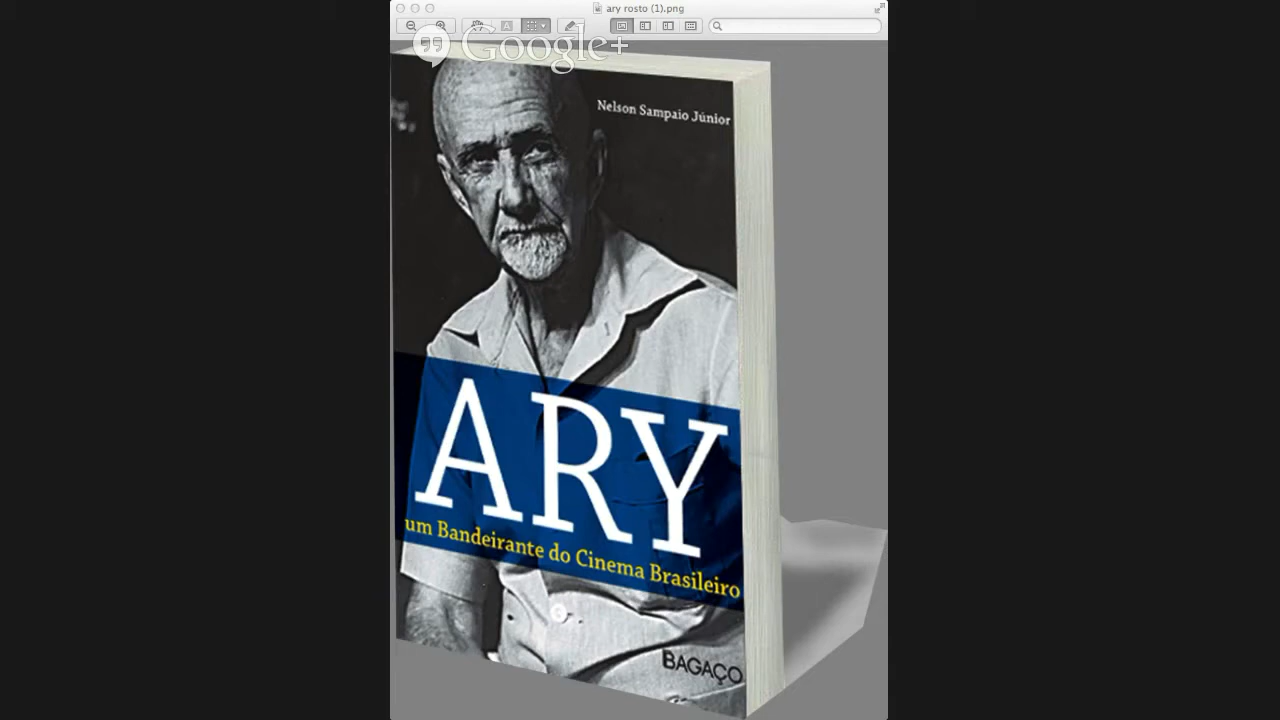 ary rosto (1).png
Google+
Nelson Sampaio Júnior
ARY
um Bandeirante do Cinema Brasileiro
BAGAÇO